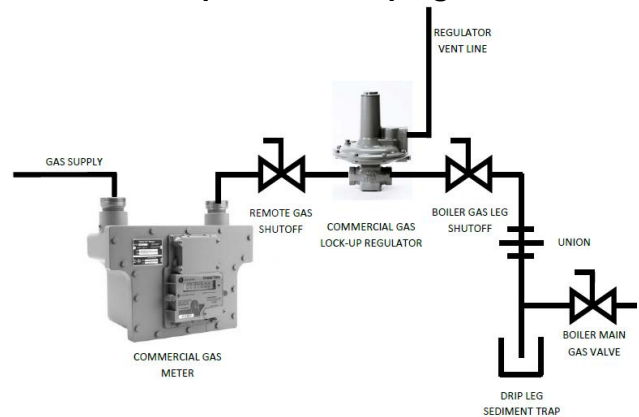 REGULATOR
VENT LINE
GAS SUPPLY
REMOTE GAS
SHUTOFF
COMMERCIAL GAS
LOCK-UP REGULATOR
BOILER GAS LEG
SHUTOFF
UNION
COMMERCIAL GAS
METER
BOILER MAIN
GAS VALVE
DRIP LEG
SEDIMENT TRAP